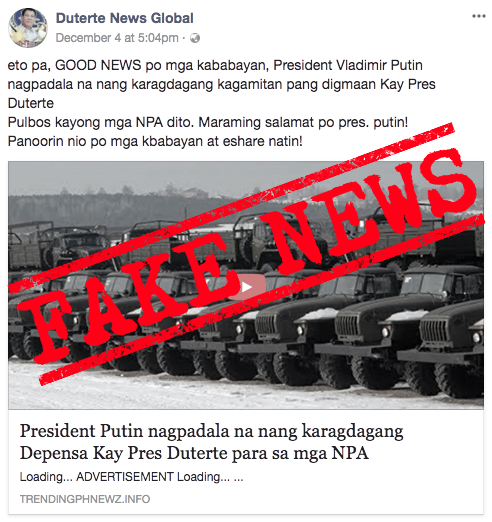 Duterte News Global
December 4 at 5:04pm ·
eto pa, GOOD NEWS po mga kababayan, President Vladimir Putin
nagpadala na nang karagdagang kagamitan pang digmaan Kay Pres
Duterte
Pulbos kayong mga NPA dito. Maraming salamat po pres. putin!
Panoorin nio po mga kbabayan at eshare natin!
FAKE NEWS
President Putin nagpadala na nang karagdagang
Depensa Kay Pres Duterte para sa mga NPA
Loading... ADVERTISEMENT Loading... ...
TRENDINGPHNEWZ.INFO